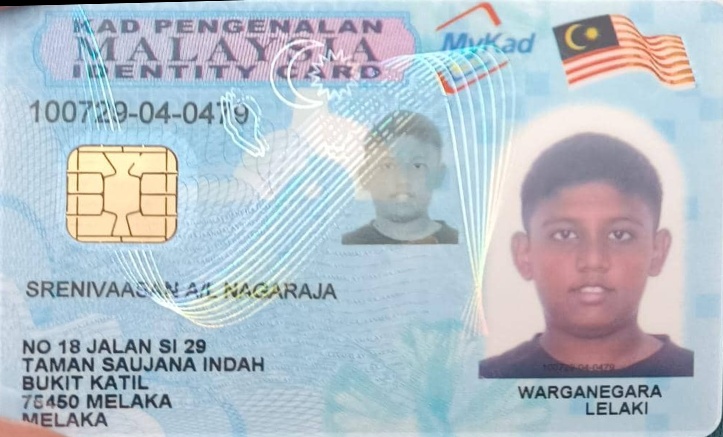 KAD PENGENALAN
MALAYSIA
IDENTITY CARD
MyKad
100729-04-0479
SRENIVAASAN A/L NAGARAJA
NO 18 JALAN SI 29
TAMAN SAUJANA INDAH
BUKIT KATIL
75450 MELAKA
MELAKA
100729-04-0479
WARGANEGARA
LELAKI